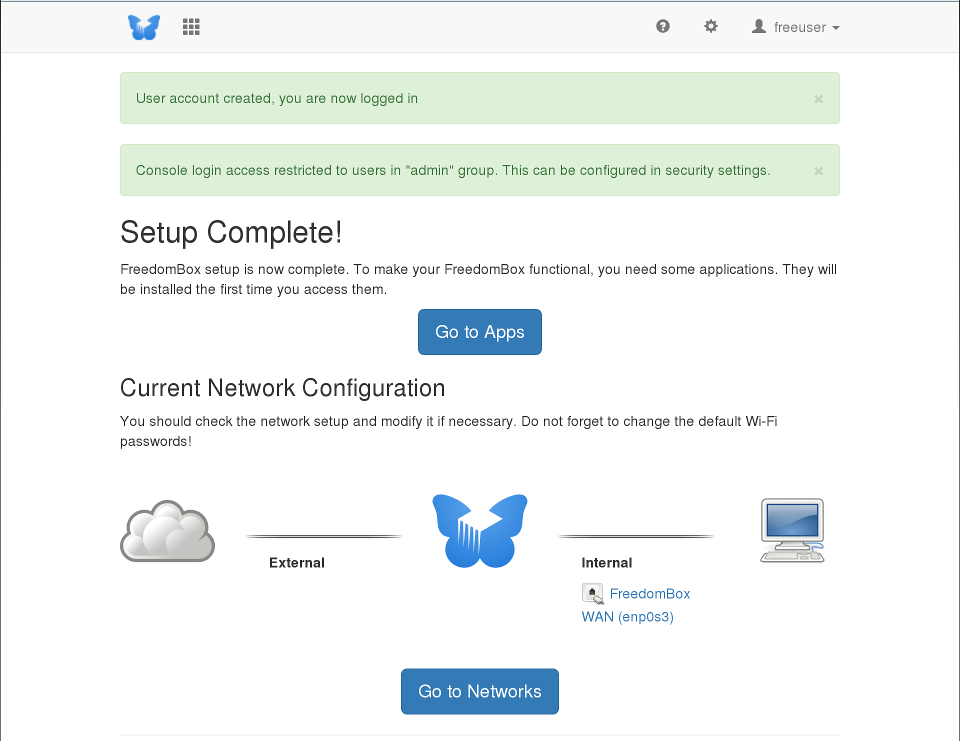 freeuser
User account created, you are now logged in ×
Console login access restricted to users in "admin" group. This can be configured in security settings. ×
Setup Complete!
FreedomBox setup is now complete. To make your FreedomBox functional, you need some applications. They will
be installed the first time you access them.
Go to Apps
Current Network Configuration
You should check the network setup and modify it if necessary. Do not forget to change the default Wi-Fi
passwords!
External
Internal
FreedomBox
WAN (enp0s3)
Go to Networks